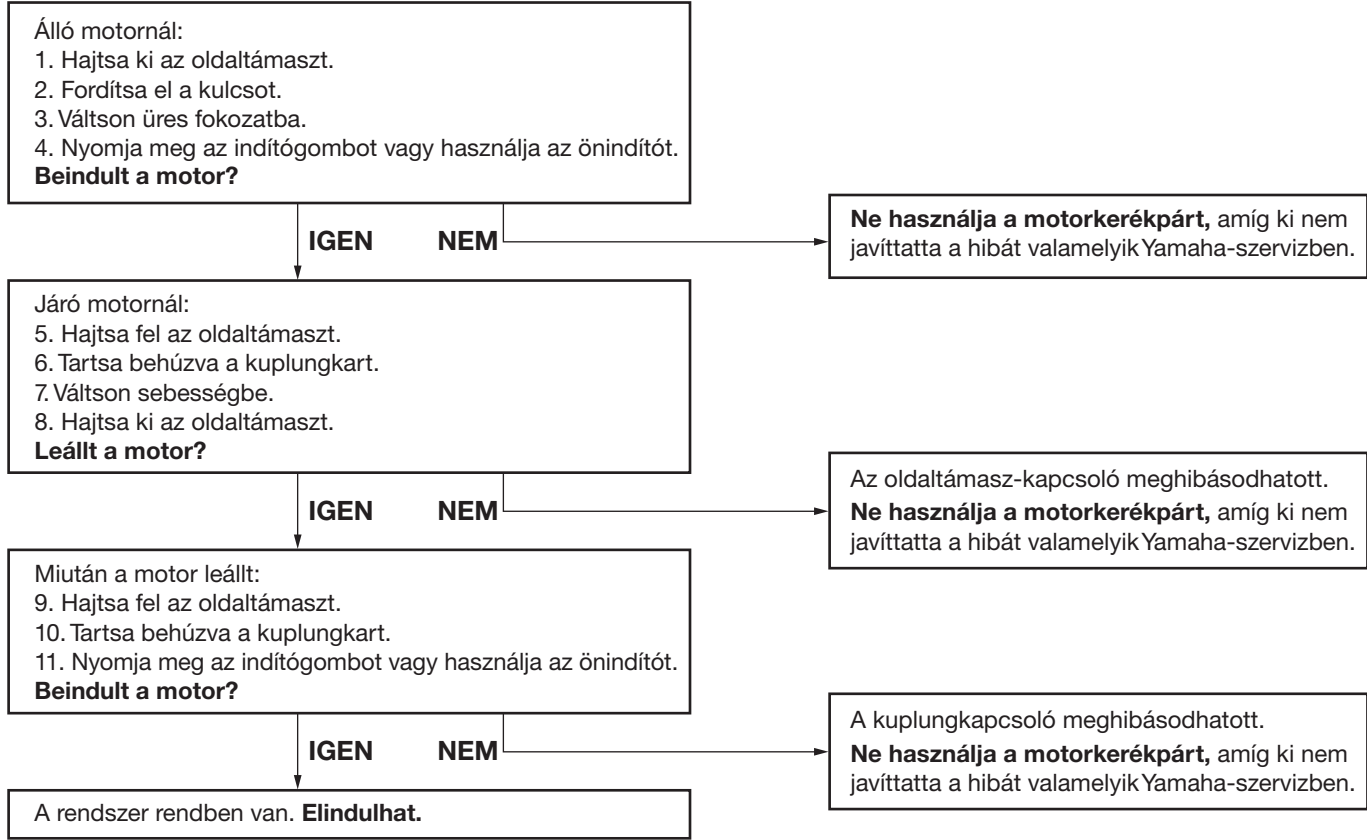 Álló motornál:
1. Hajtsa ki az oldaltámaszt.
2. Fordítsa el a kulcsot.
3. Váltson üres fokozatba.
4. Nyomja meg az indítógombot vagy használja az önindítót.
Beindult a motor?
IGEN NEM
Ne használja a motorkerékpárt, amíg ki nem
javíttatta a hibát valamelyik Yamaha-szervizben.
Járó motornál:
5. Hajtsa fel az oldaltámaszt.
6. Tartsa behúzva a kuplungkart.
7. Váltson sebességbe.
8. Hajtsa ki az oldaltámaszt.
Leállt a motor?
IGEN NEM
Az oldaltámasz-kapcsoló meghibásodhatott.
Ne használja a motorkerékpárt, amíg ki nem
javíttatta a hibát valamelyik Yamaha-szervizben.
Miután a motor leállt:
9. Hajtsa fel az oldaltámaszt.
10. Tartsa behúzva a kuplungkart.
11. Nyomja meg az indítógombot vagy használja az önindítót.
Beindult a motor?
IGEN NEM
A kuplungkapcsoló meghibásodhatott.
Ne használja a motorkerékpárt, amíg ki nem
javíttatta a hibát valamelyik Yamaha-szervizben.
A rendszer rendben van. Elindulhat.